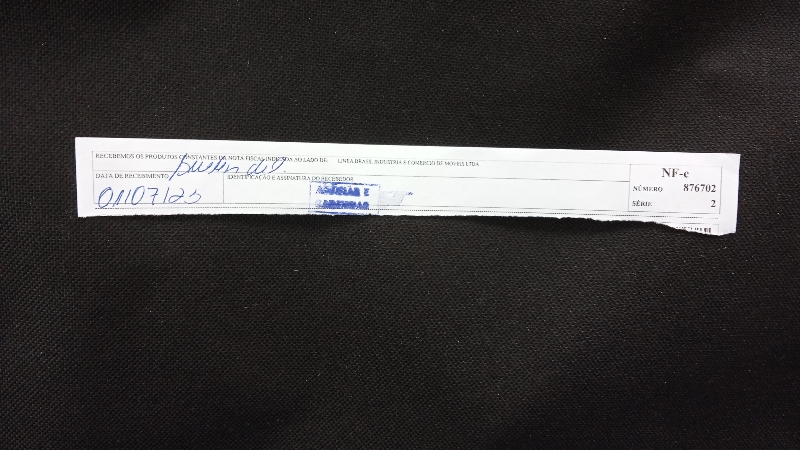 RECEBEMOS OS PRODUTOS CONSTANTES DA NOTA FISCAL INDICADA AO LADO DE: LINEA BRASIL INDUSTRIA E COMERCIO DE MOVEIS LTDA
DATA DE RECEBIMENTO
IDENTIFICAÇÃO E ASSINATURA DO RECEBEDOR
01/07/23
NF-e
NÚMERO 876702
SÉRIE 2